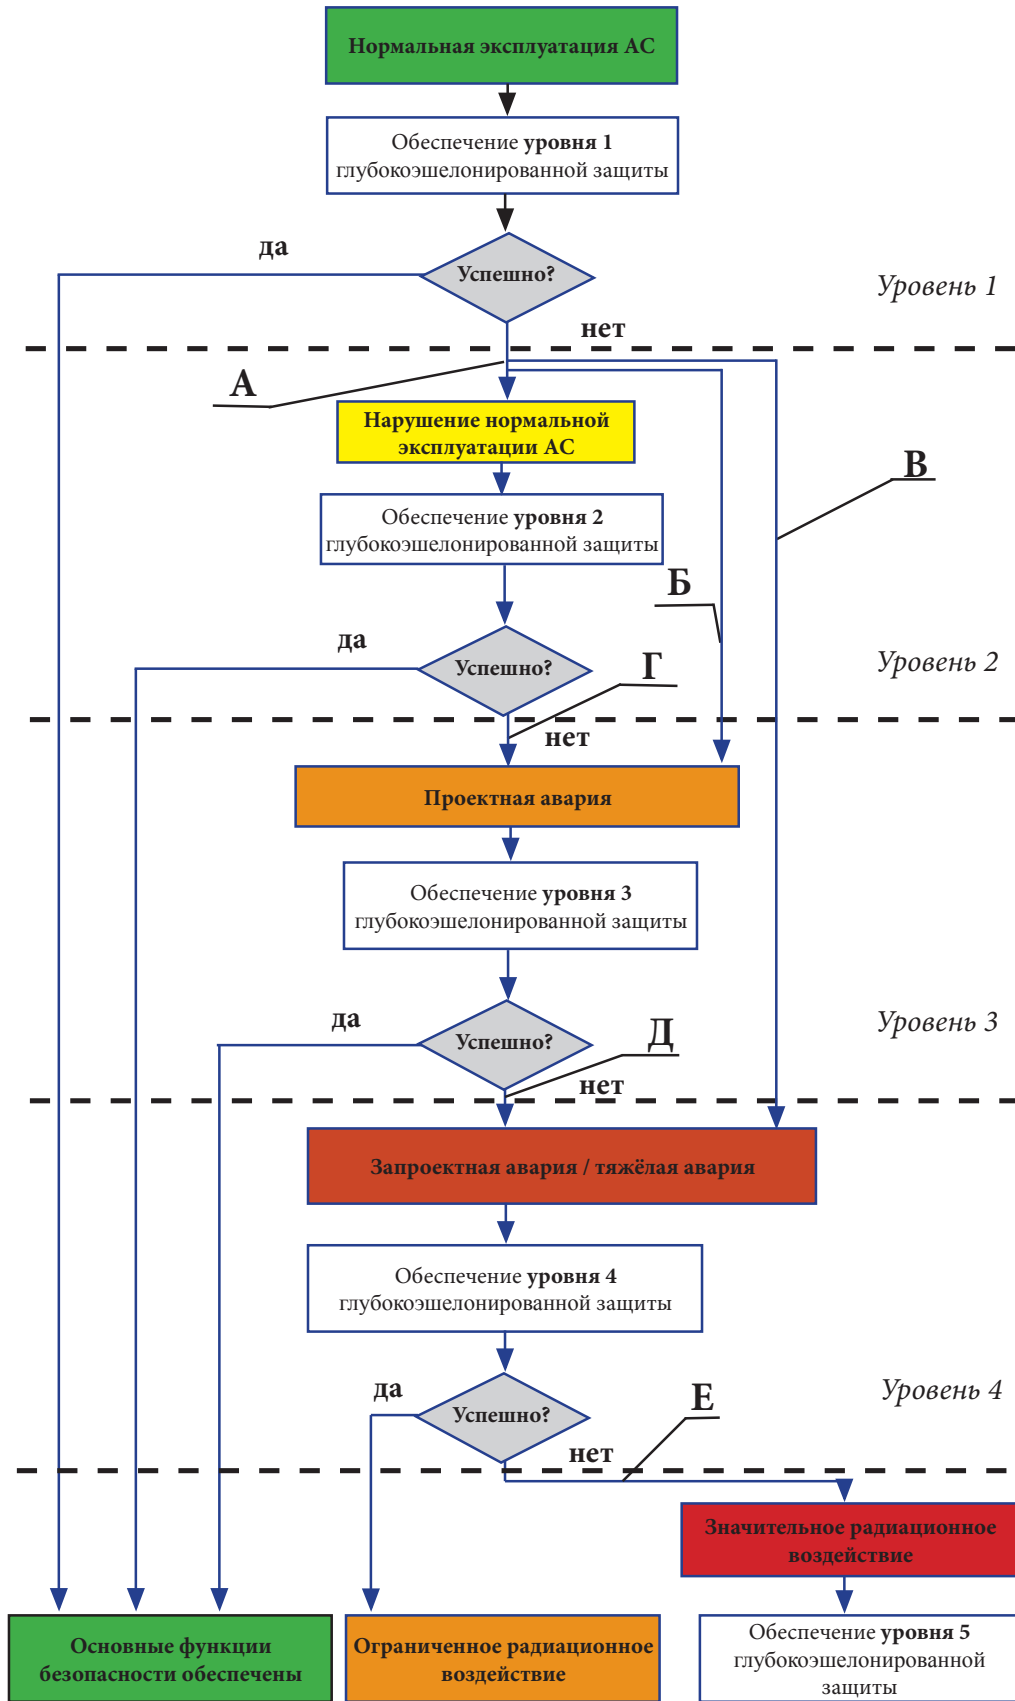 Нормальная эксплуатация АС
Обеспечение уровня 1
глубокоэшелонированной защиты
да
Успешно?
Уровень 1
нет
А
Нарушение нормальной
эксплуатации АС
В
Обеспечение уровня 2
глубокоэшелонированной защиты
Б
да
Успешно?
Г
Уровень 2
нет
Проектная авария
Обеспечение уровня 3
глубокоэшелонированной защиты
да
Успешно?
Д
Уровень 3
нет
Запроектная авария / тяжёлая авария
Обеспечение уровня 4
глубокоэшелонированной защиты
да
Успешно?
Е
Уровень 4
нет
Значительное радиационное
воздействие
Основные функции
безопасности обеспечены
Ограниченное радиационное
воздействие
Обеспечение уровня 5
глубокоэшелонированной
защиты